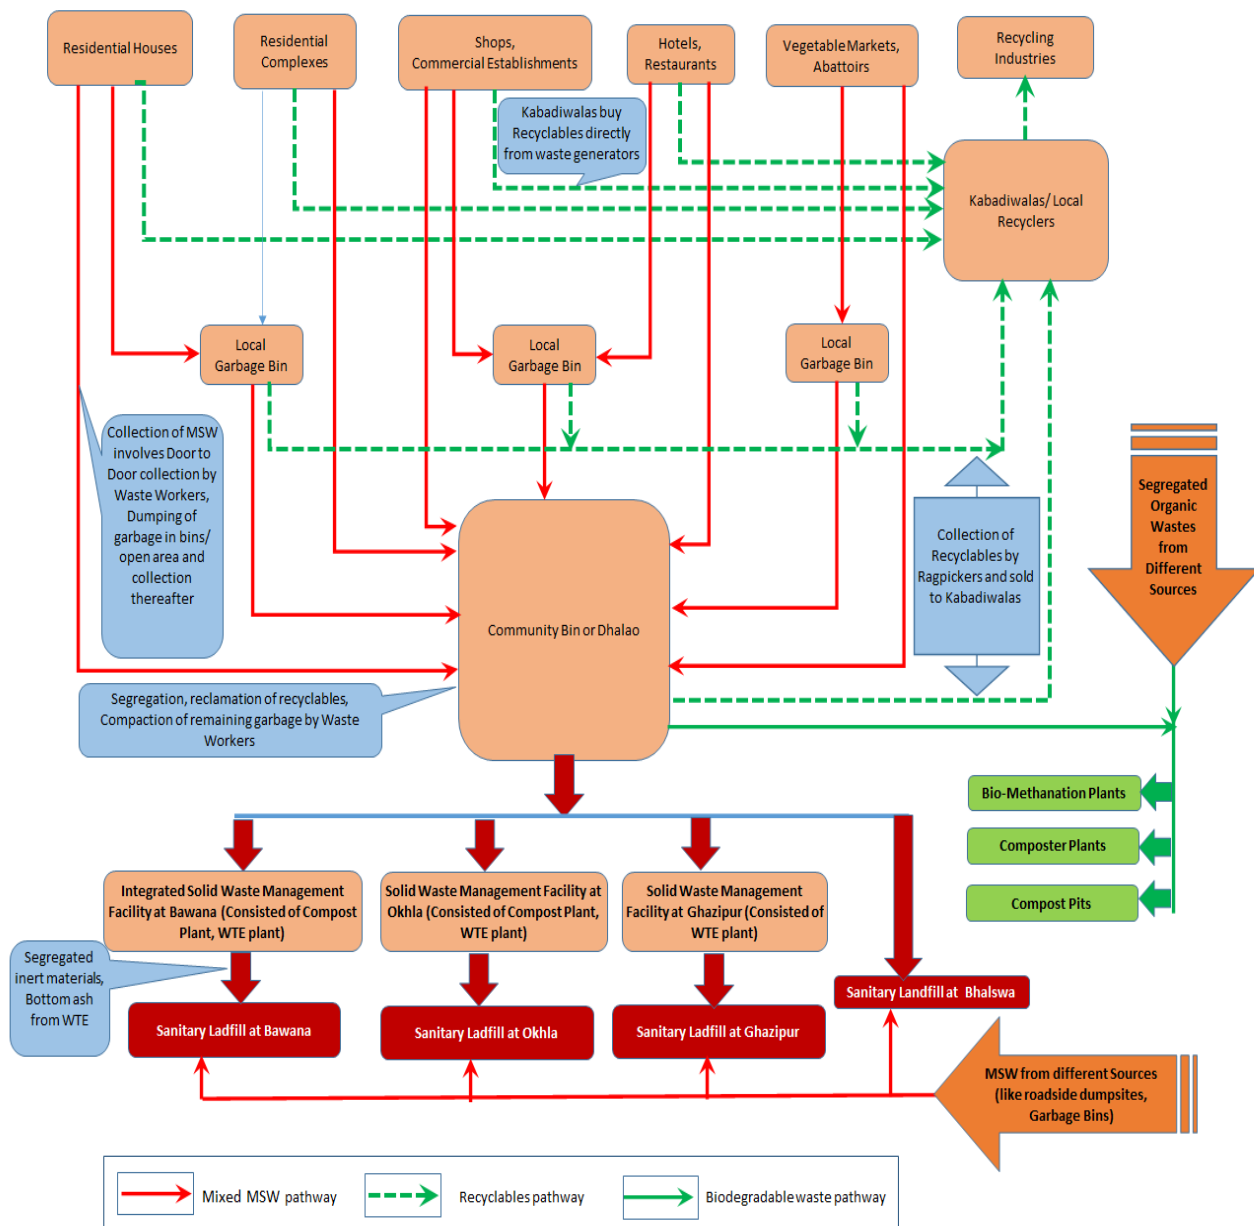 Residential Houses
Residential
Complexes
Shops,
Commercial Establishments
Hotels,
Restaurants
Vegetable Markets,
Abattoirs
Recycling
Industries
Kabadiwalas buy
Recyclables directly
from waste generators
Kabadiwalas/ Local
Recyclers
Local
Garbage Bin
Local
Garbage Bin
Local
Garbage Bin
Collection of MSW
involves Door to
Door collection by
Waste Workers,
Dumping of
garbage in bins/
open area and
collection
thereafter
Segregated
Organic
Wastes
from
Different
Sources
Collection of
Recyclables by
Ragpickers and sold
to Kabadiwalas
Community Bin or Dhalao
Segregation, reclamation of recyclables,
Compaction of remaining garbage by Waste
Workers
Bio-Methanation Plants
Composter Plants
Compost Pits
Integrated Solid Waste Management
Facility at Bawana (Consisted of Compost
Plant, WTE plant)
Solid Waste Management Facility at
Okhla (Consisted of Compost Plant,
WTE plant)
Solid Waste Management
Facility at Ghazipur (Consisted of
WTE plant)
Segregated
inert materials,
Bottom ash
from WTE
Sanitary Landfill at Bhalswa
Sanitary Ladfill at Bawana
Sanitary Ladfill at Okhla
Sanitary Ladfill at Ghazipur
MSW from different Sources
(like roadside dumpsites,
Garbage Bins)
Mixed MSW pathway
Recyclables pathway
Biodegradable waste pathway